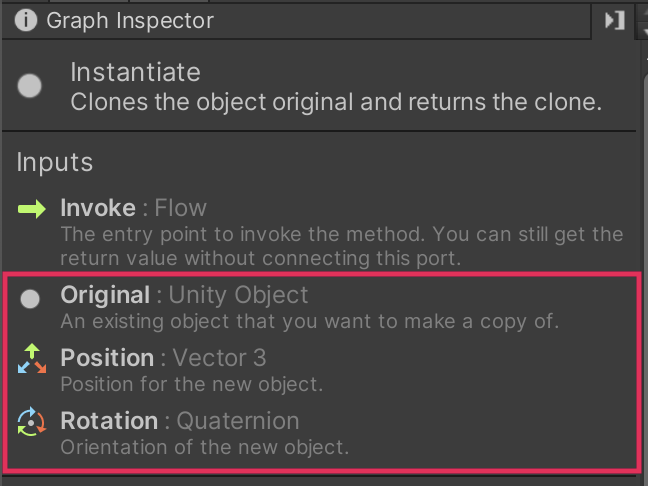 Graph Inspector
Instantiate
Clones the object original and returns the clone.
Inputs
Invoke : Flow
The entry point to invoke the method. You can still get the
return value without connecting this port.
Original : Unity Object
An existing object that you want to make a copy of.
Position : Vector 3
Position for the new object.
Rotation : Quaternion
Orientation of the new object.